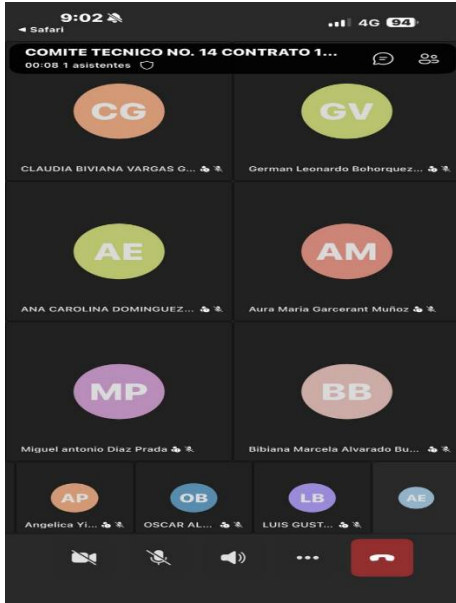 9:02
4G 94
◄ Safari
COMITE TECNICO NO. 14 CONTRATO 1...
00:08 1 asistentes
CG
GV
CLAUDIA BIVIANA VARGAS G...
German Leonardo Bohorquez...
AE
AM
ANA CAROLINA DOMINGUEZ...
Aura Maria Garcerant Muñoz
MP
BB
Miguel antonio Diaz Prada
Bibiana Marcela Alvarado Bu...
AP
OB
LB
AE
Angelica Yi...
OSCAR AL...
LUIS GUST...